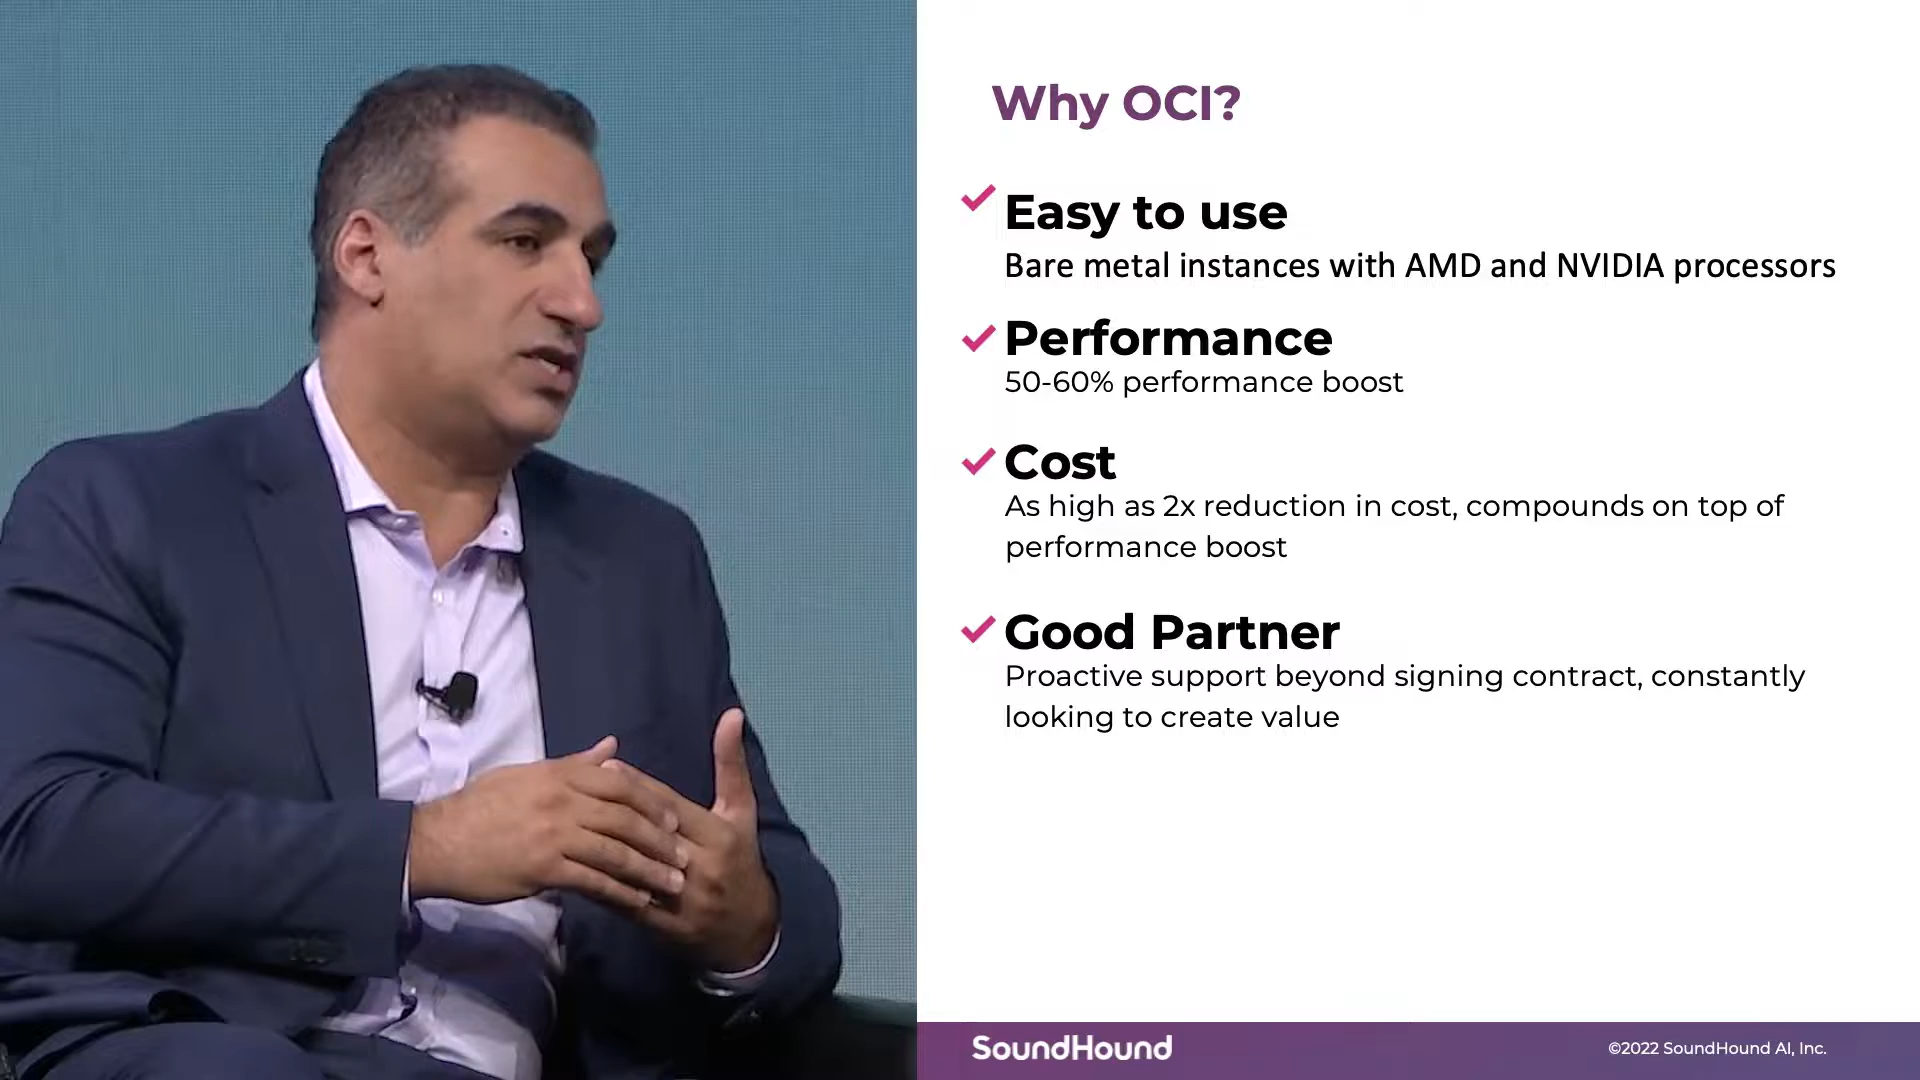 Why OCI?
Easy to use
Bare metal instances with AMD and NVIDIA processors
Performance
50-60% performance boost
Cost
As high as 2x reduction in cost, compounds on top of
performance boost
Good Partner
Proactive support beyond signing contract, constantly
looking to create value
SoundHound
©2022 SoundHound AI, Inc.